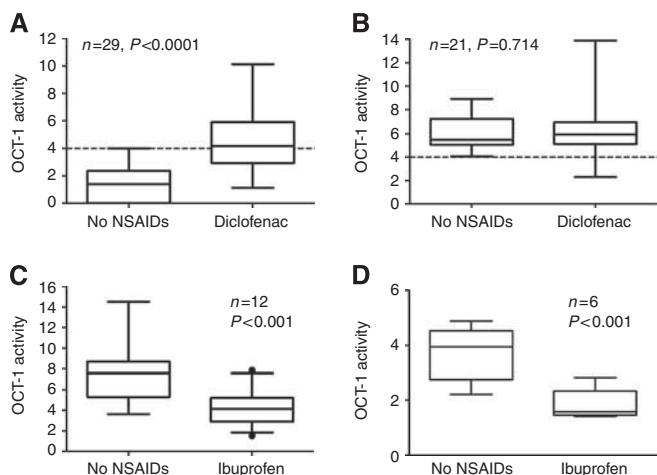 A
n=29, P<0.0001
OCT-1 activity
12
10
8
6
4
2
0
No NSAIDs Diclofenac
B
n=21, P=0.714
OCT-1 activity
14
12
10
8
6
4
2
0
No NSAIDs Diclofenac
C
n=12
P<0.001
OCT-1 activity
16
14
12
10
8
6
4
2
0
No NSAIDs Ibuprofen
D
n=6
P<0.001
OCT-1 activity
6
4
2
0
No NSAIDs Ibuprofen